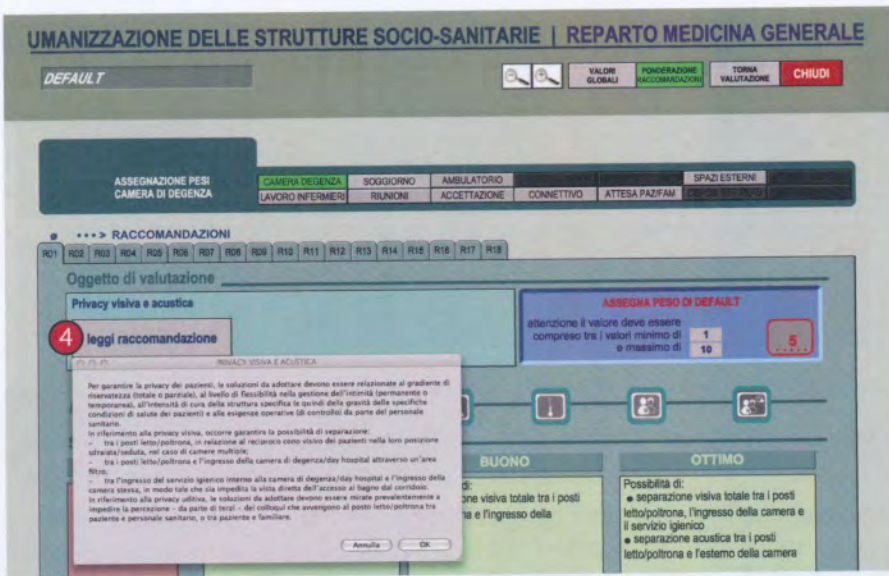 UMANIZZAZIONE DELLE STRUTTURE SOCIO-SANITARIE | REPARTO MEDICINA GENERALE
DEFAULT
VALORI GLOBALI
PONDERAZIONE RACCOMANDAZIONI
TORNA VALUTAZIONE
CHIUDI
ASSEGNAZIONE PESI
CAMERA DI DEGENZA
CAMERA DEGENZA SOGGIORNO AMBULATORIO SPAZI ESTERNI
LAVORO INFERMIERI RIUNIONI ACCETTAZIONE CONNETTIVO ATTESA PAZ/FAM
•••> RACCOMANDAZIONI
R01 R02 R03 R04 R05 R06 R07 R08 R09 R10 R11 R12 R13 R14 R15 R16 R17 R18
Oggetto di valutazione
Privacy visiva e acustica
4 leggi raccomandazione
ASSEGNA PESO DI DEFAULT
attenzione il valore deve essere
compreso tra i valori minimo di 1
e massimo di 10
5
PRIVACY VISIVA E ACUSTICA
Per garantire la privacy dei pazienti, le soluzioni da adottare devono essere relazionate al gradiente di
riservatezza (totale o parziale), al livello di flessibilità nella gestione dell'intimità (permanente o
temporanea), all'intensità di cura della struttura specifica (e quindi della gravità delle specifiche
condizioni di salute dei pazienti) e alle esigenze operative (di controllo) da parte del personale
sanitario.
In riferimento alla privacy visiva, occorre garantire la possibilità di separazione:
– tra i posti letto/poltrona, in relazione al reciproco cono visivo dei pazienti nella loro posizione
sdraiata/seduta, nel caso di camere multiple;
– tra i posti letto/poltrona e l'ingresso della camera di degenza/day hospital attraverso un'area
filtro;
– tra l'ingresso del servizio igienico interno alla camera di degenza/day hospital e l'ingresso della
camera stessa, in modo tale che sia impedita la vista diretta dell'accesso al bagno dal corridoio.
In riferimento alla privacy uditiva, le soluzioni da adottare devono essere mirate prevalentemente a
impedire la percezione – da parte di terzi – dei colloqui che avvengono al posto letto/poltrona tra
paziente e personale sanitario, o tra paziente e familiare.
Annulla OK
BUONO
di:
one visiva totale tra i posti
na e l'ingresso della
OTTIMO
Possibilità di:
● separazione visiva totale tra i posti
letto/poltrona, l'ingresso della camera e
il servizio igienico
● separazione acustica tra i posti
letto/poltrona e l'esterno della camera